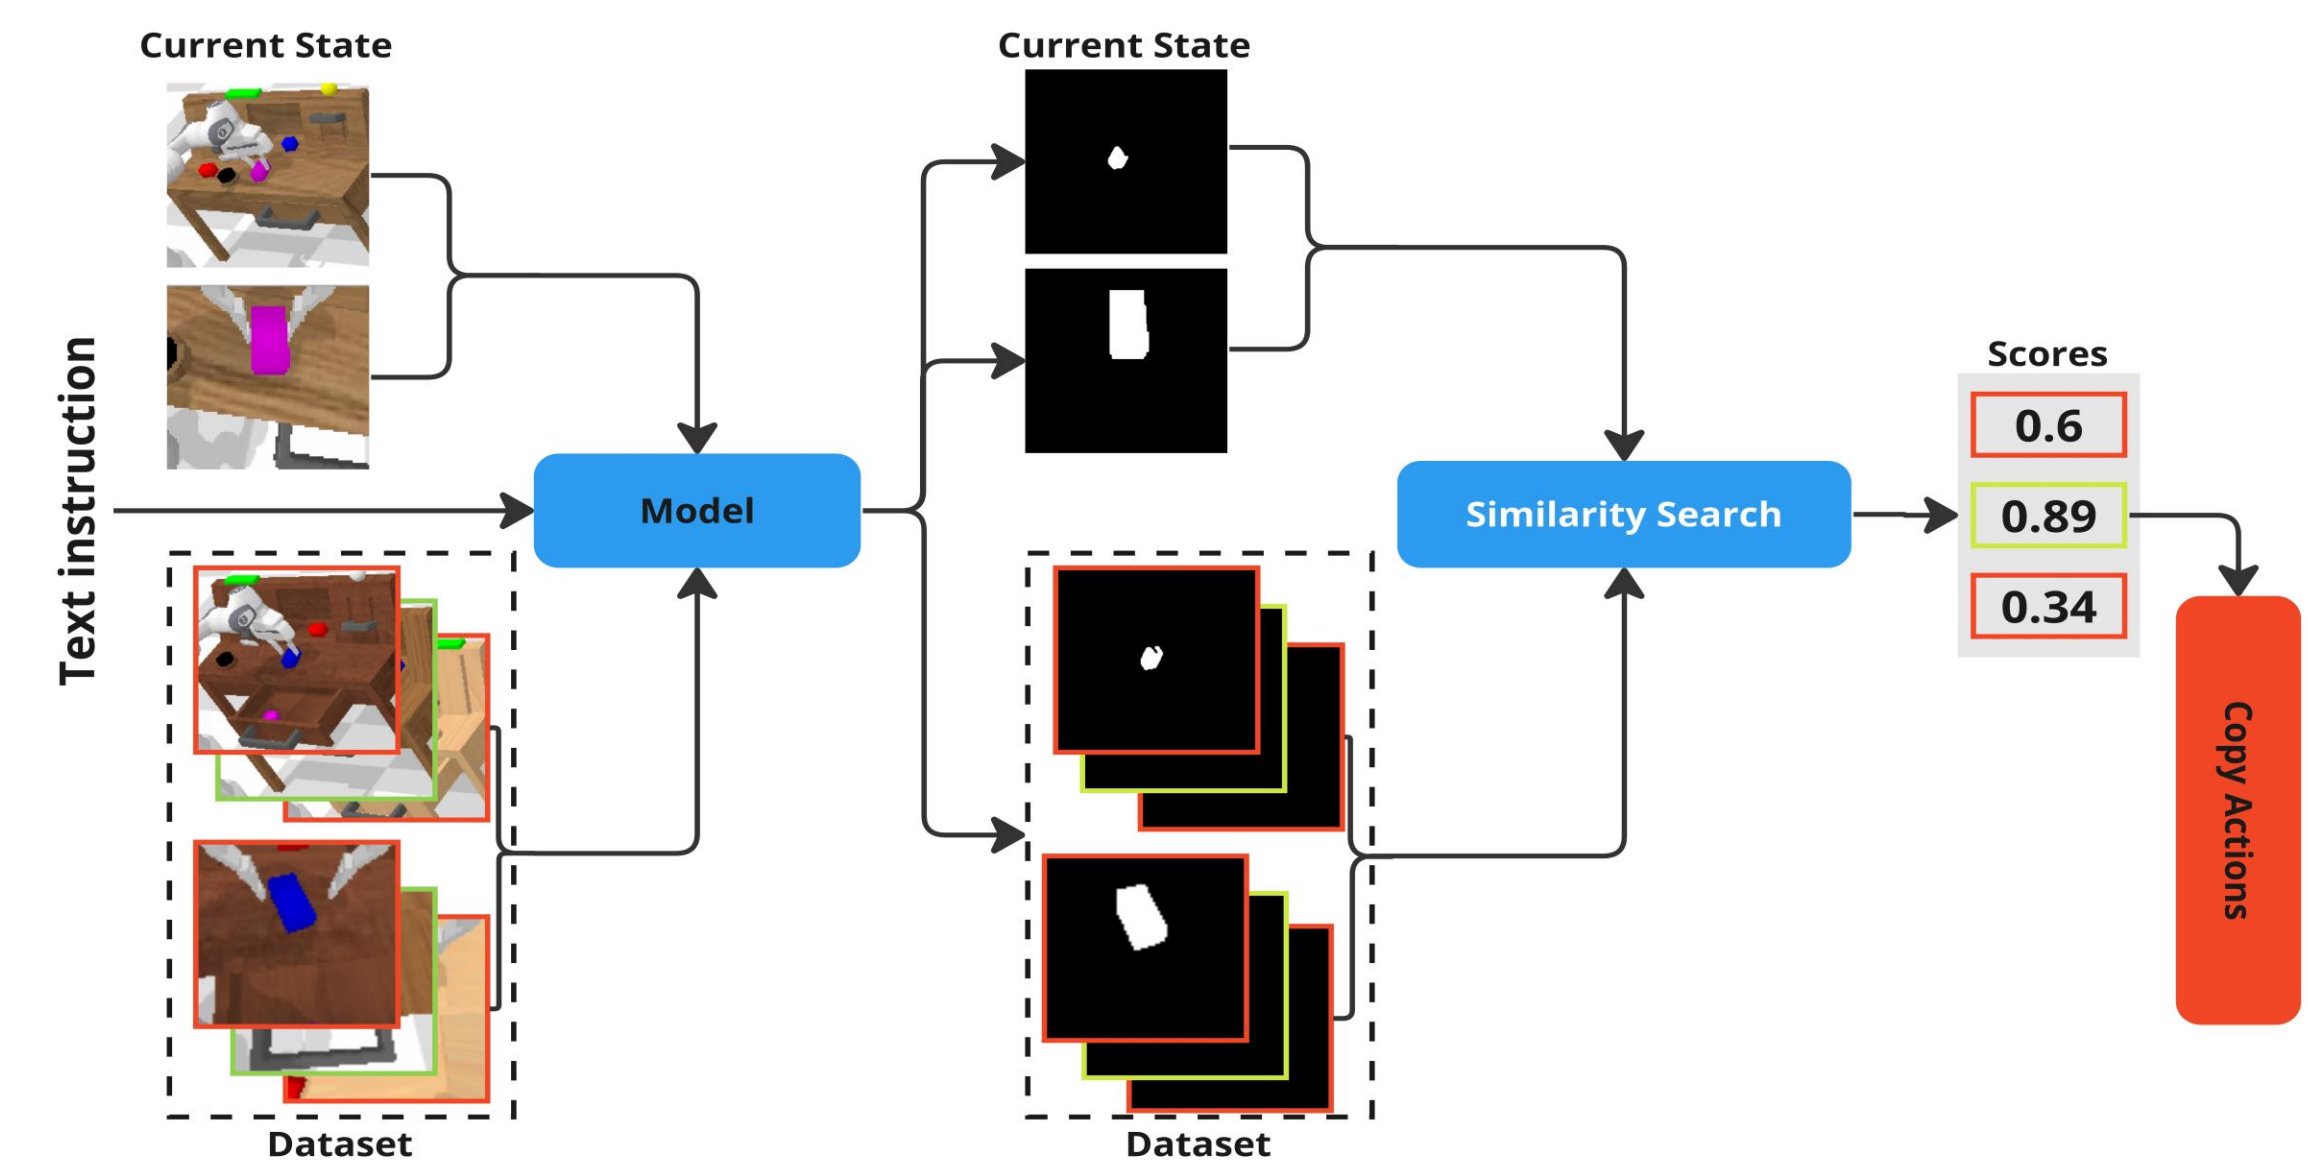 Current State
Current State
Text instruction
Model
Similarity Search
Scores
0.6
0.89
0.34
Copy Actions
Dataset
Dataset